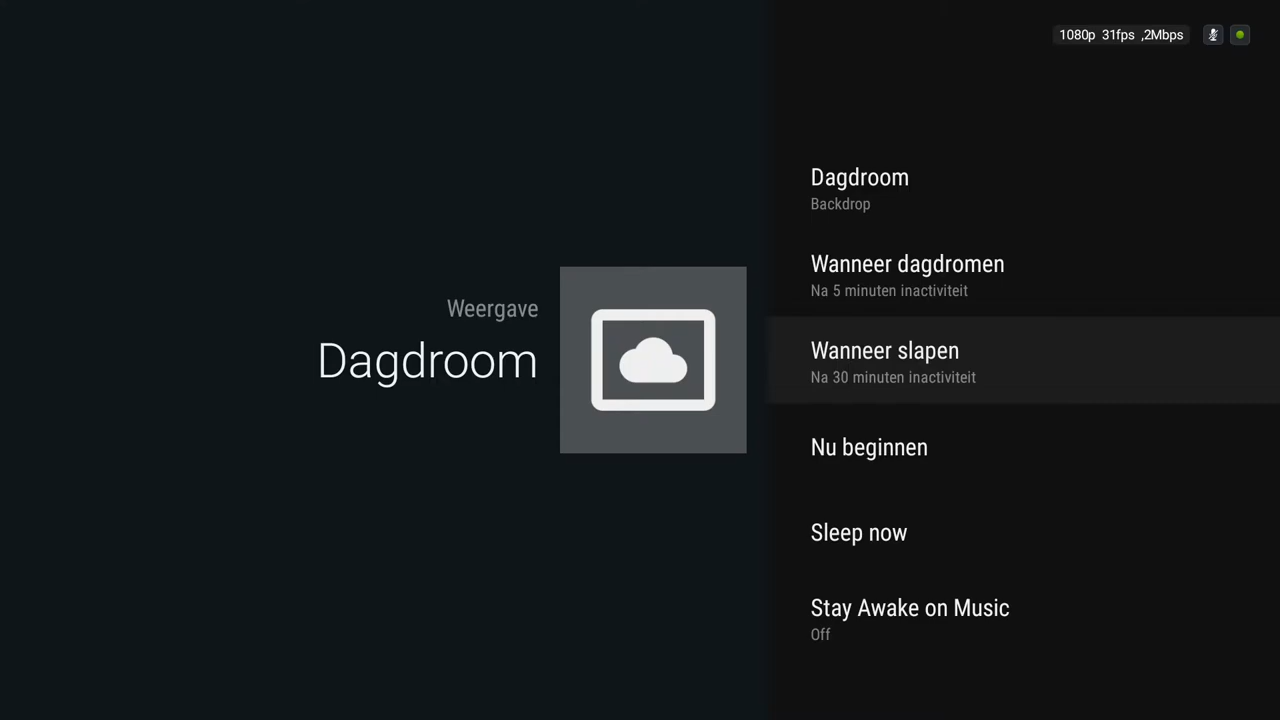 1080p 31fps ,2Mbps
Weergave
Dagdroom
Dagdroom
Backdrop
Wanneer dagdromen
Na 5 minuten inactiviteit
Wanneer slapen
Na 30 minuten inactiviteit
Nu beginnen
Sleep now
Stay Awake on Music
Off